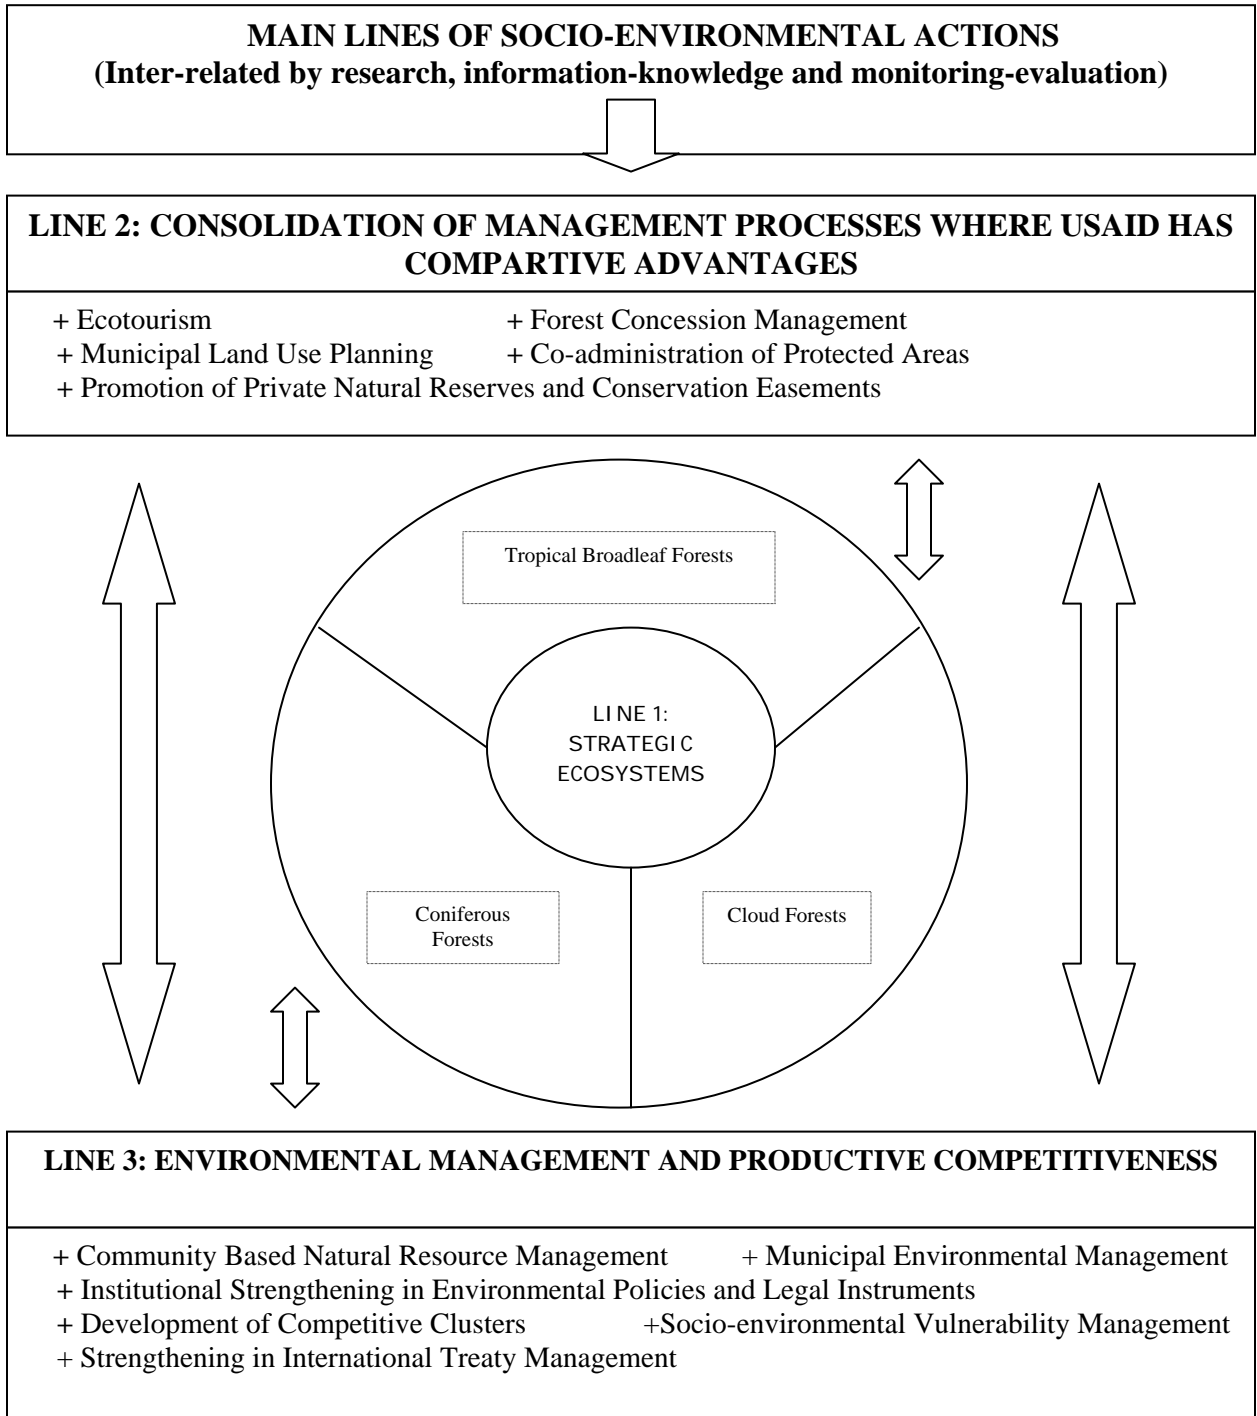 MAIN LINES OF SOCIO-ENVIRONMENTAL ACTIONS
(Inter-related by research, information-knowledge and monitoring-evaluation)
LINE 2: CONSOLIDATION OF MANAGEMENT PROCESSES WHERE USAID HAS
COMPARTIVE ADVANTAGES
+ Ecotourism + Forest Concession Management
+ Municipal Land Use Planning + Co-administration of Protected Areas
+ Promotion of Private Natural Reserves and Conservation Easements
Tropical Broadleaf Forests
LINE 1:
STRATEGIC
ECOSYSTEMS
Coniferous
Forests
Cloud Forests
LINE 3: ENVIRONMENTAL MANAGEMENT AND PRODUCTIVE COMPETITIVENESS
+ Community Based Natural Resource Management + Municipal Environmental Management
+ Institutional Strengthening in Environmental Policies and Legal Instruments
+ Development of Competitive Clusters +Socio-environmental Vulnerability Management
+ Strengthening in International Treaty Management